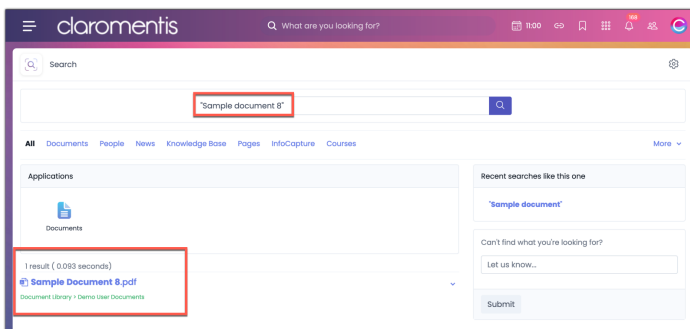 claromentis
What are you looking for?
11:00
168
Search
"Sample document 8"
All Documents People News Knowledge Base Pages InfoCapture Courses More
Applications
Documents
1 result ( 0.093 seconds)
Sample Document 8.pdf
Document Library > Demo User Documents
Recent searches like this one
"Sample document"
Can't find what you're looking for?
Let us know...
Submit